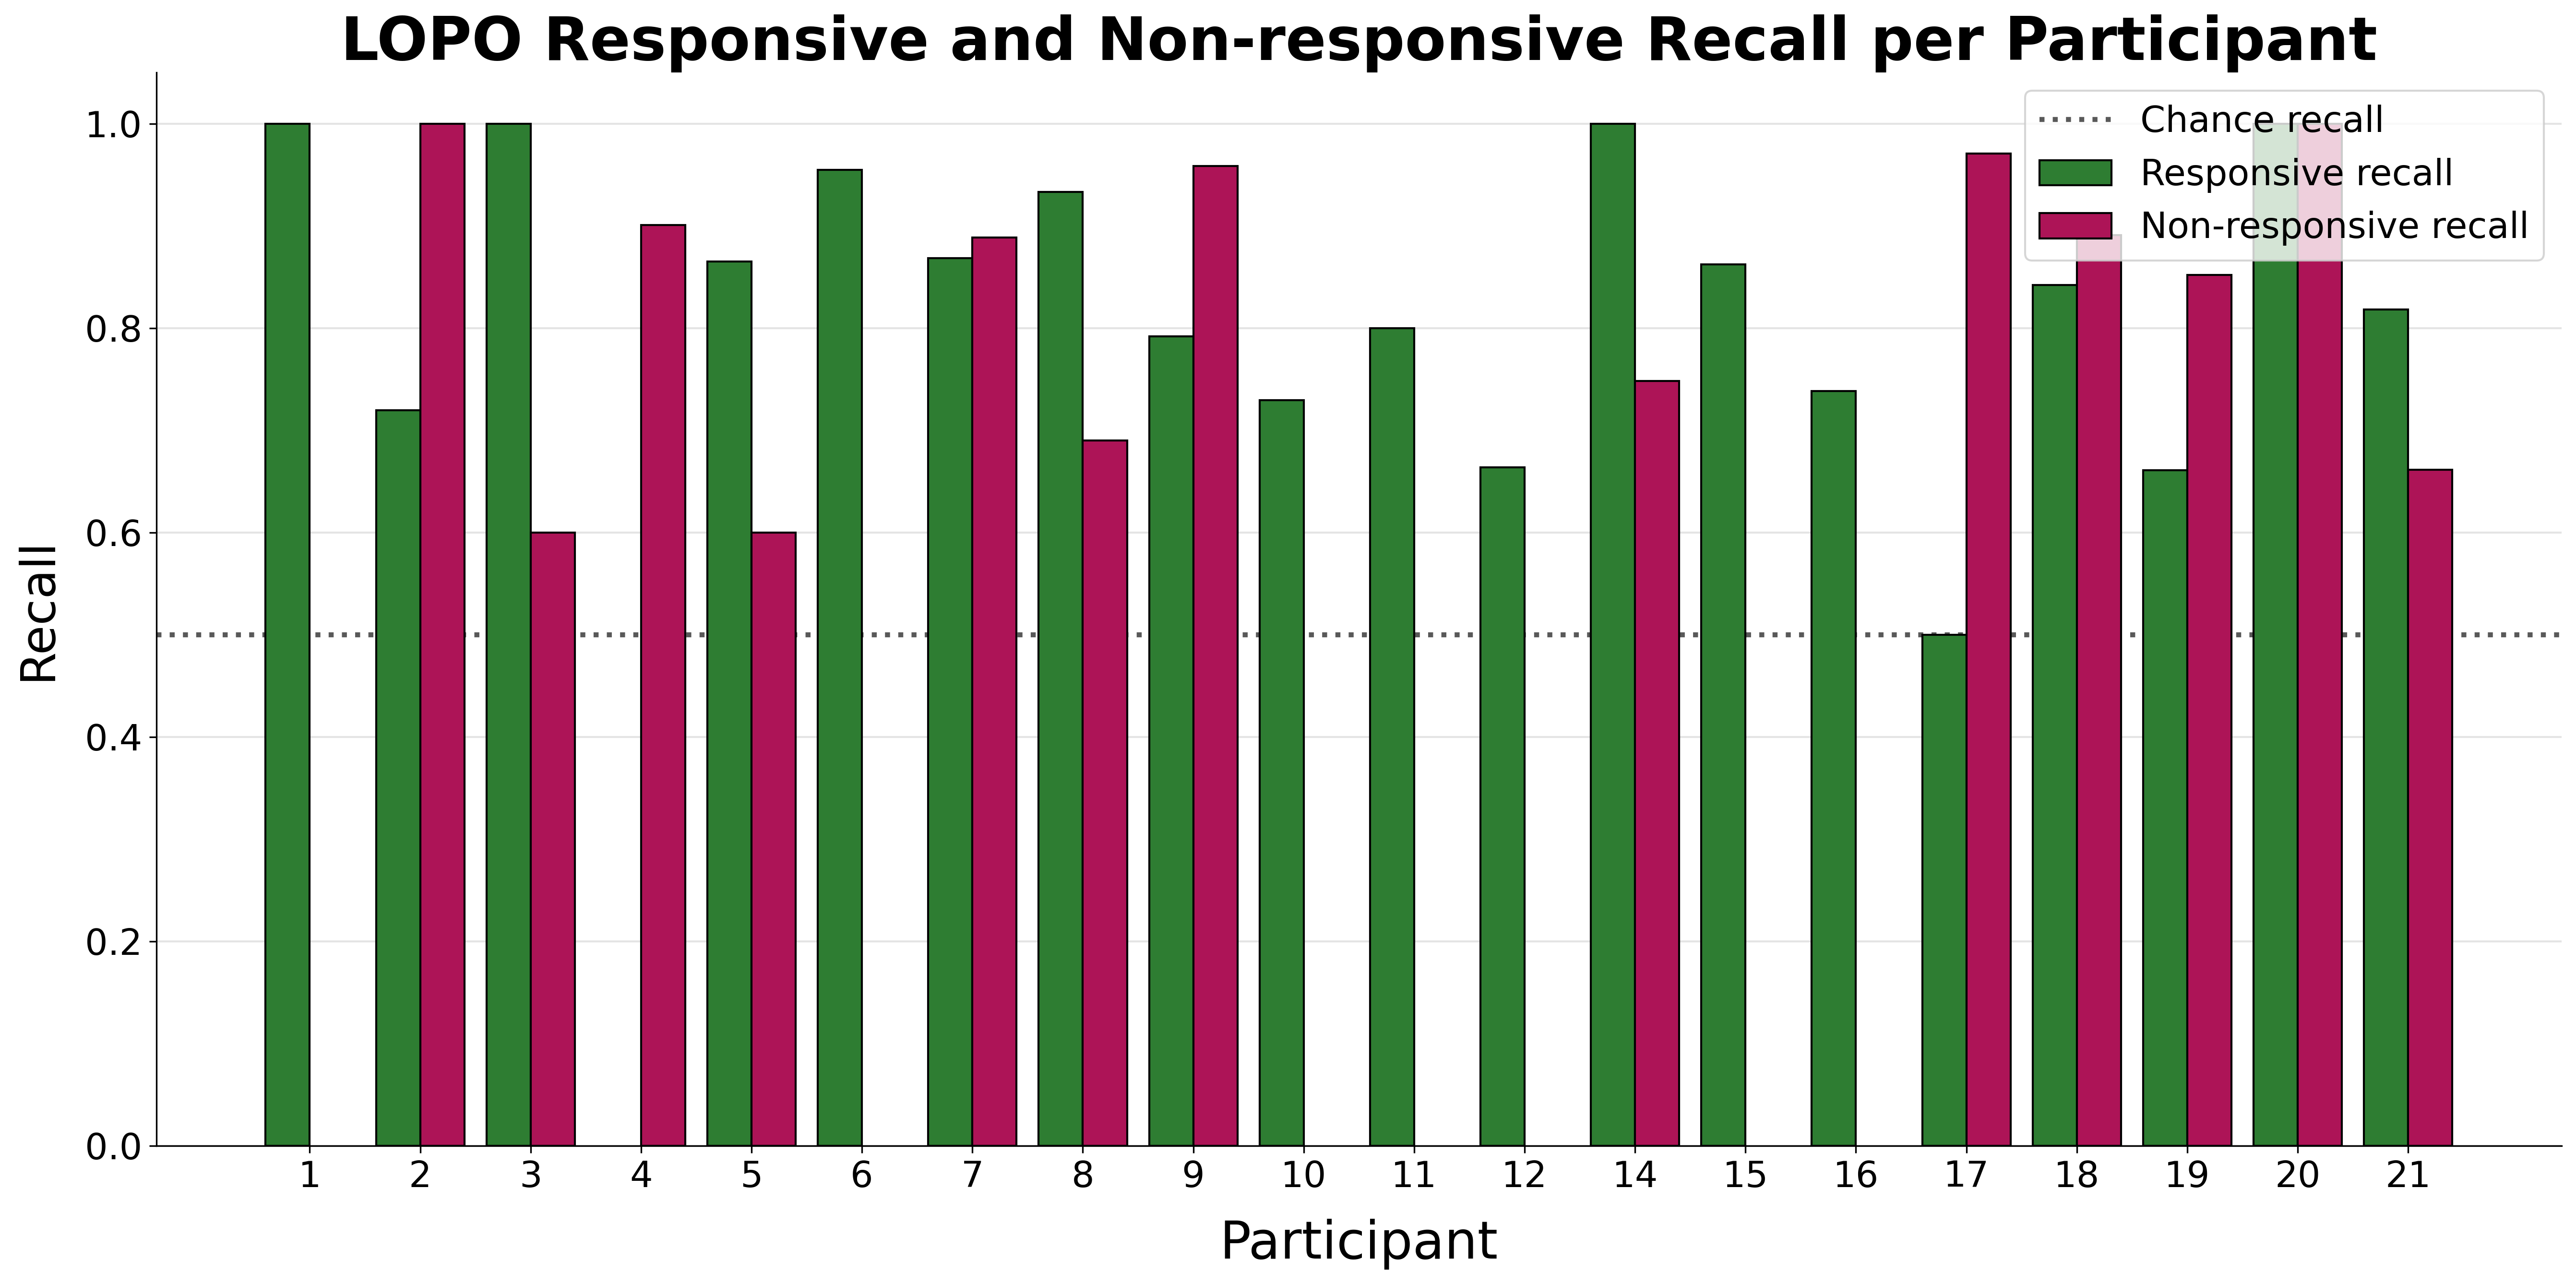 LOPO Responsive and Non-responsive Recall per Participant
Chance recall
Responsive recall
Non-responsive recall
Recall
1.0
0.8
0.6
0.4
0.2
0.0
1 2 3 4 5 6 7 8 9 10 11 12 14 15 16 17 18 19 20 21
Participant